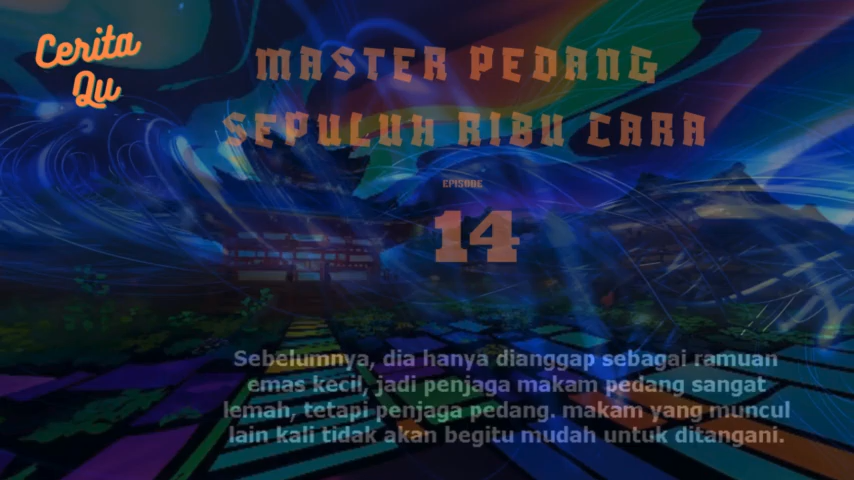 Cerita
Qu
MASTER PEDANG
SEPULUH RIBU CARA
EPISODE
14
Sebelumnya, dia hanya dianggap sebagai ramuan
emas kecil, jadi penjaga makam pedang sangat
lemah, tetapi penjaga pedang. makam yang muncul
lain kali tidak akan begitu mudah untuk ditangani.